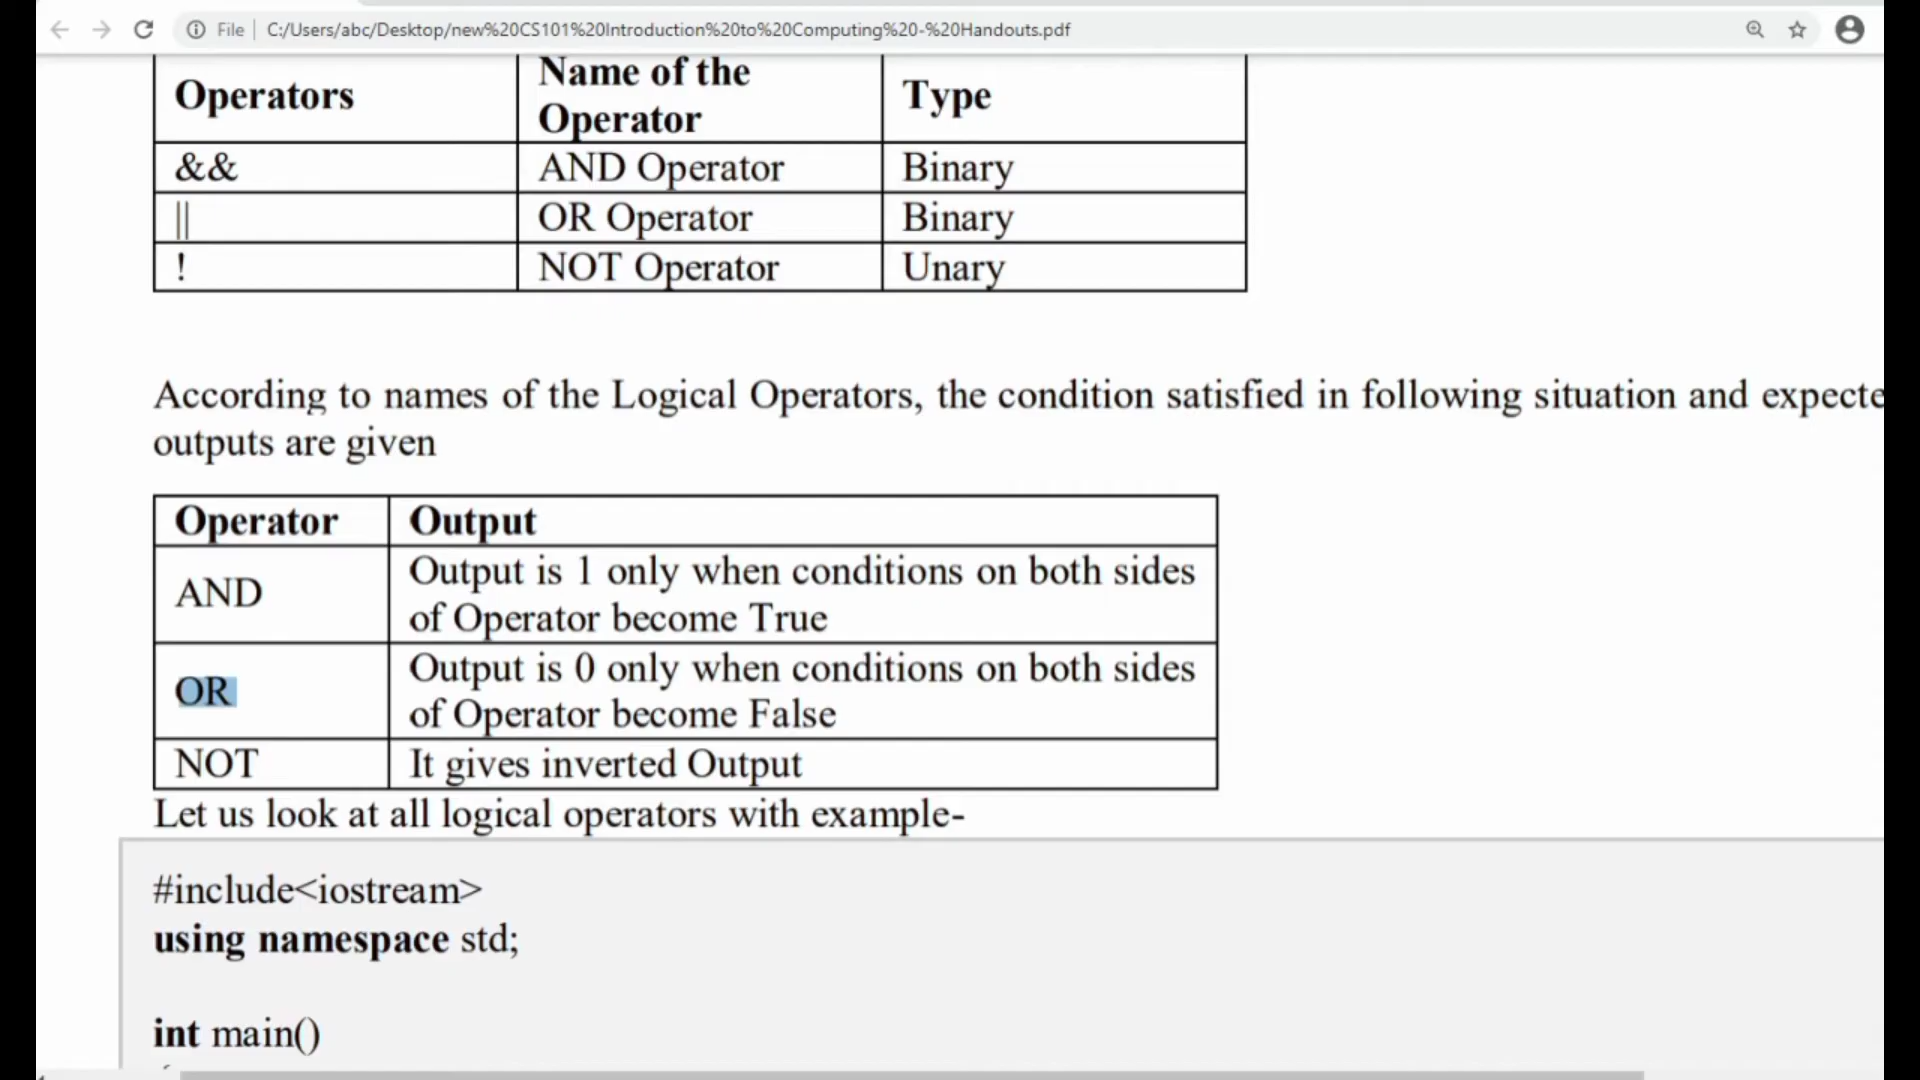 File
C:/Users/abc/Desktop/new%20CS101%20Introduction%20to%20Computing%20-%20Handouts.pdf
Operators Name of the Operator Type
&& AND Operator Binary
|| OR Operator Binary
! NOT Operator Unary
According to names of the Logical Operators, the condition satisfied in following situation and expecte
outputs are given
Operator Output
AND Output is 1 only when conditions on both sides
of Operator become True
OR Output is 0 only when conditions on both sides
of Operator become False
NOT It gives inverted Output
Let us look at all logical operators with example-
#include<iostream>
using namespace std;
int main()